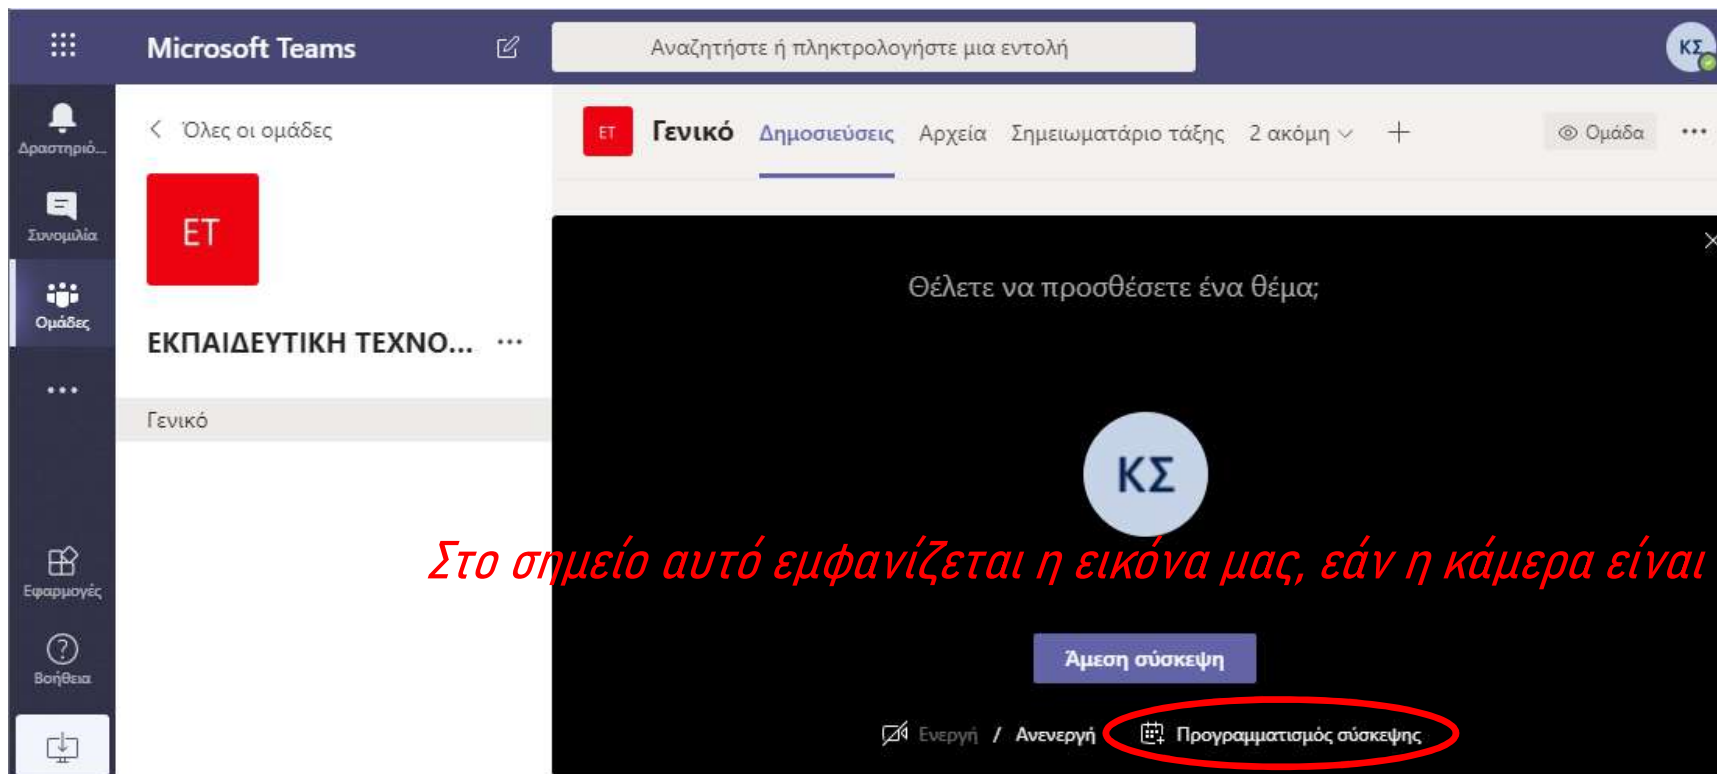 Microsoft Teams
Αναζητήστε ή πληκτρολογήστε μια εντολή
ΚΣ
Δραστηριό...
Συνομιλία
Ομάδες
Εφαρμογές
Βοήθεια
Όλες οι ομάδες
ET
ΕΚΠΑΙΔΕΥΤΙΚΗ ΤΕΧΝΟ... ...
Γενικό
ET Γενικό Δημοσιεύσεις Αρχεία Σημειωματάριο τάξης 2 ακόμη Ομάδα
Θέλετε να προσθέσετε ένα θέμα;
ΚΣ
Στο σημείο αυτό εμφανίζεται η εικόνα μας, εάν η κάμερα είναι
Άμεση σύσκεψη
Ενεργή / Ανενεργή Προγραμματισμός σύσκεψης